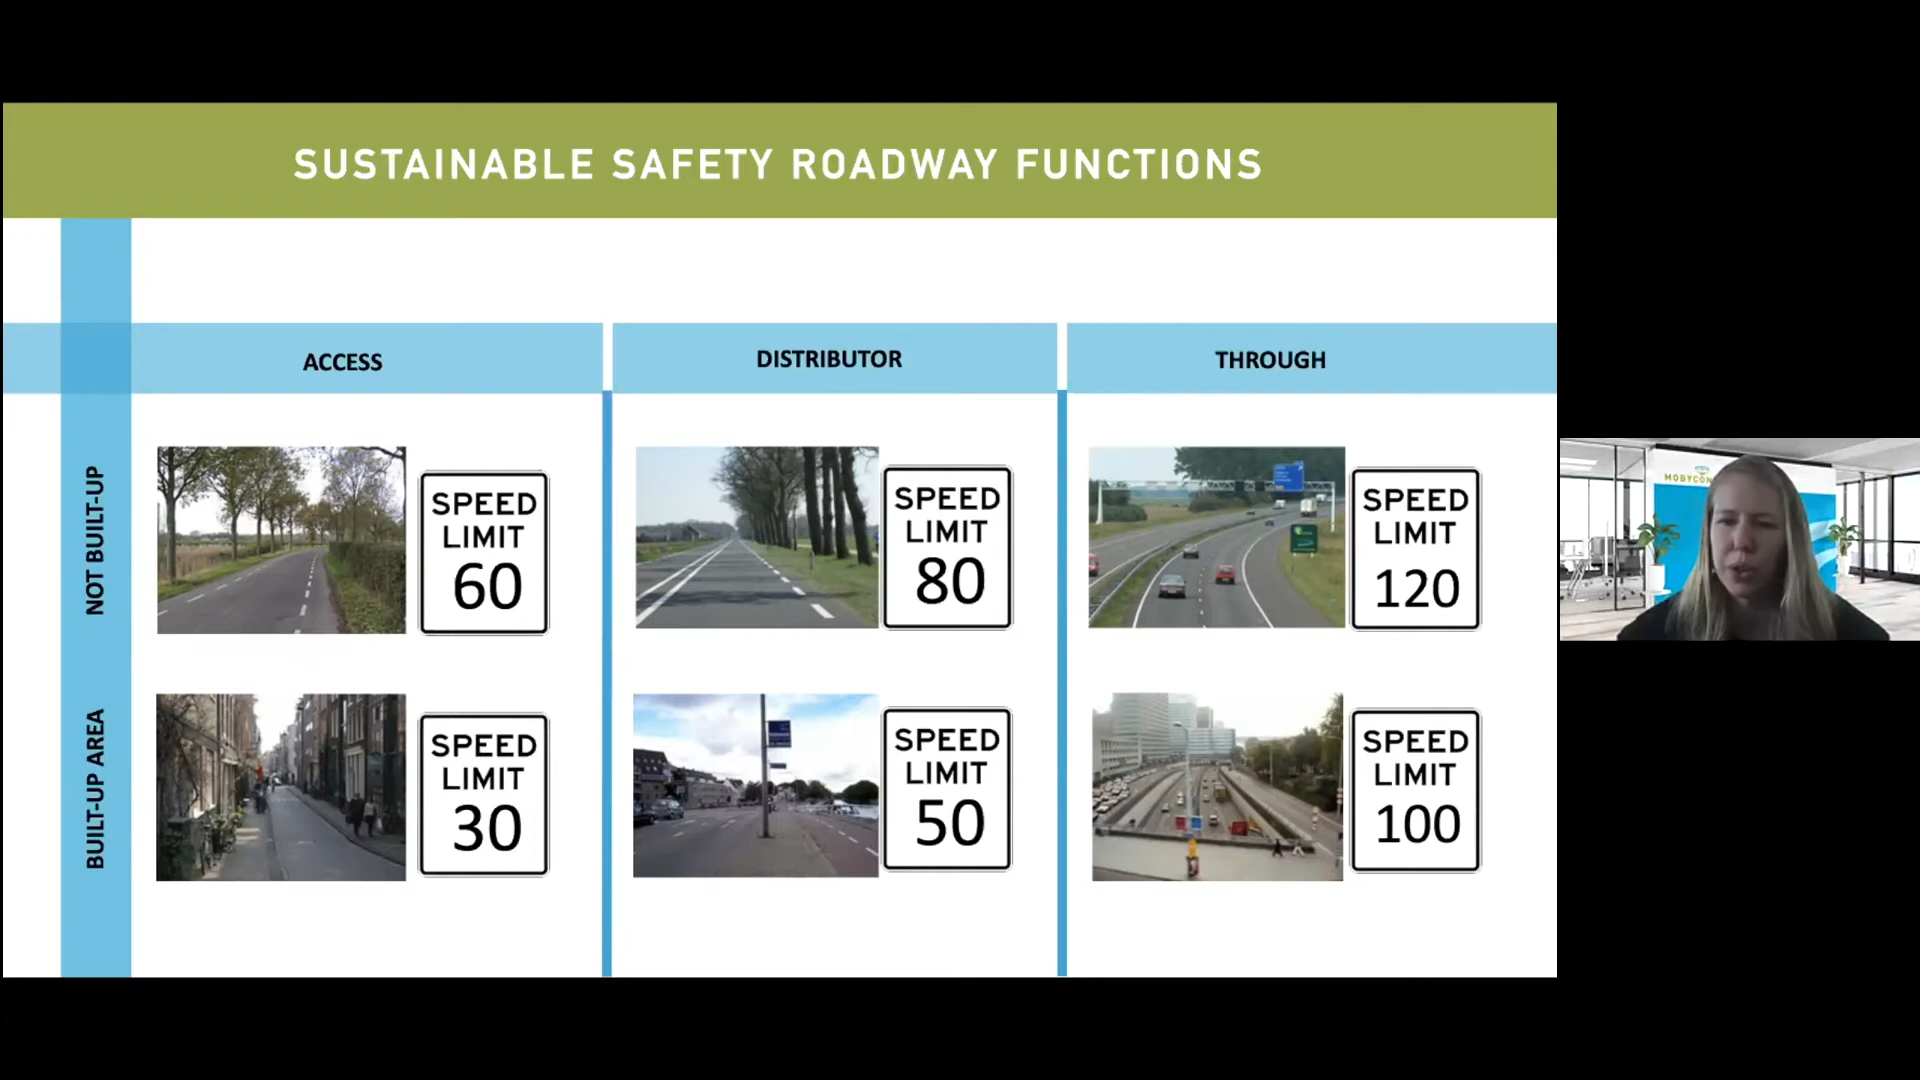 SUSTAINABLE SAFETY ROADWAY FUNCTIONS
ACCESS
DISTRIBUTOR
THROUGH
NOT BUILT-UP
SPEED
LIMIT
60
SPEED
LIMIT
80
SPEED
LIMIT
120
BUILT-UP AREA
SPEED
LIMIT
30
SPEED
LIMIT
50
SPEED
LIMIT
100
MOBYCON